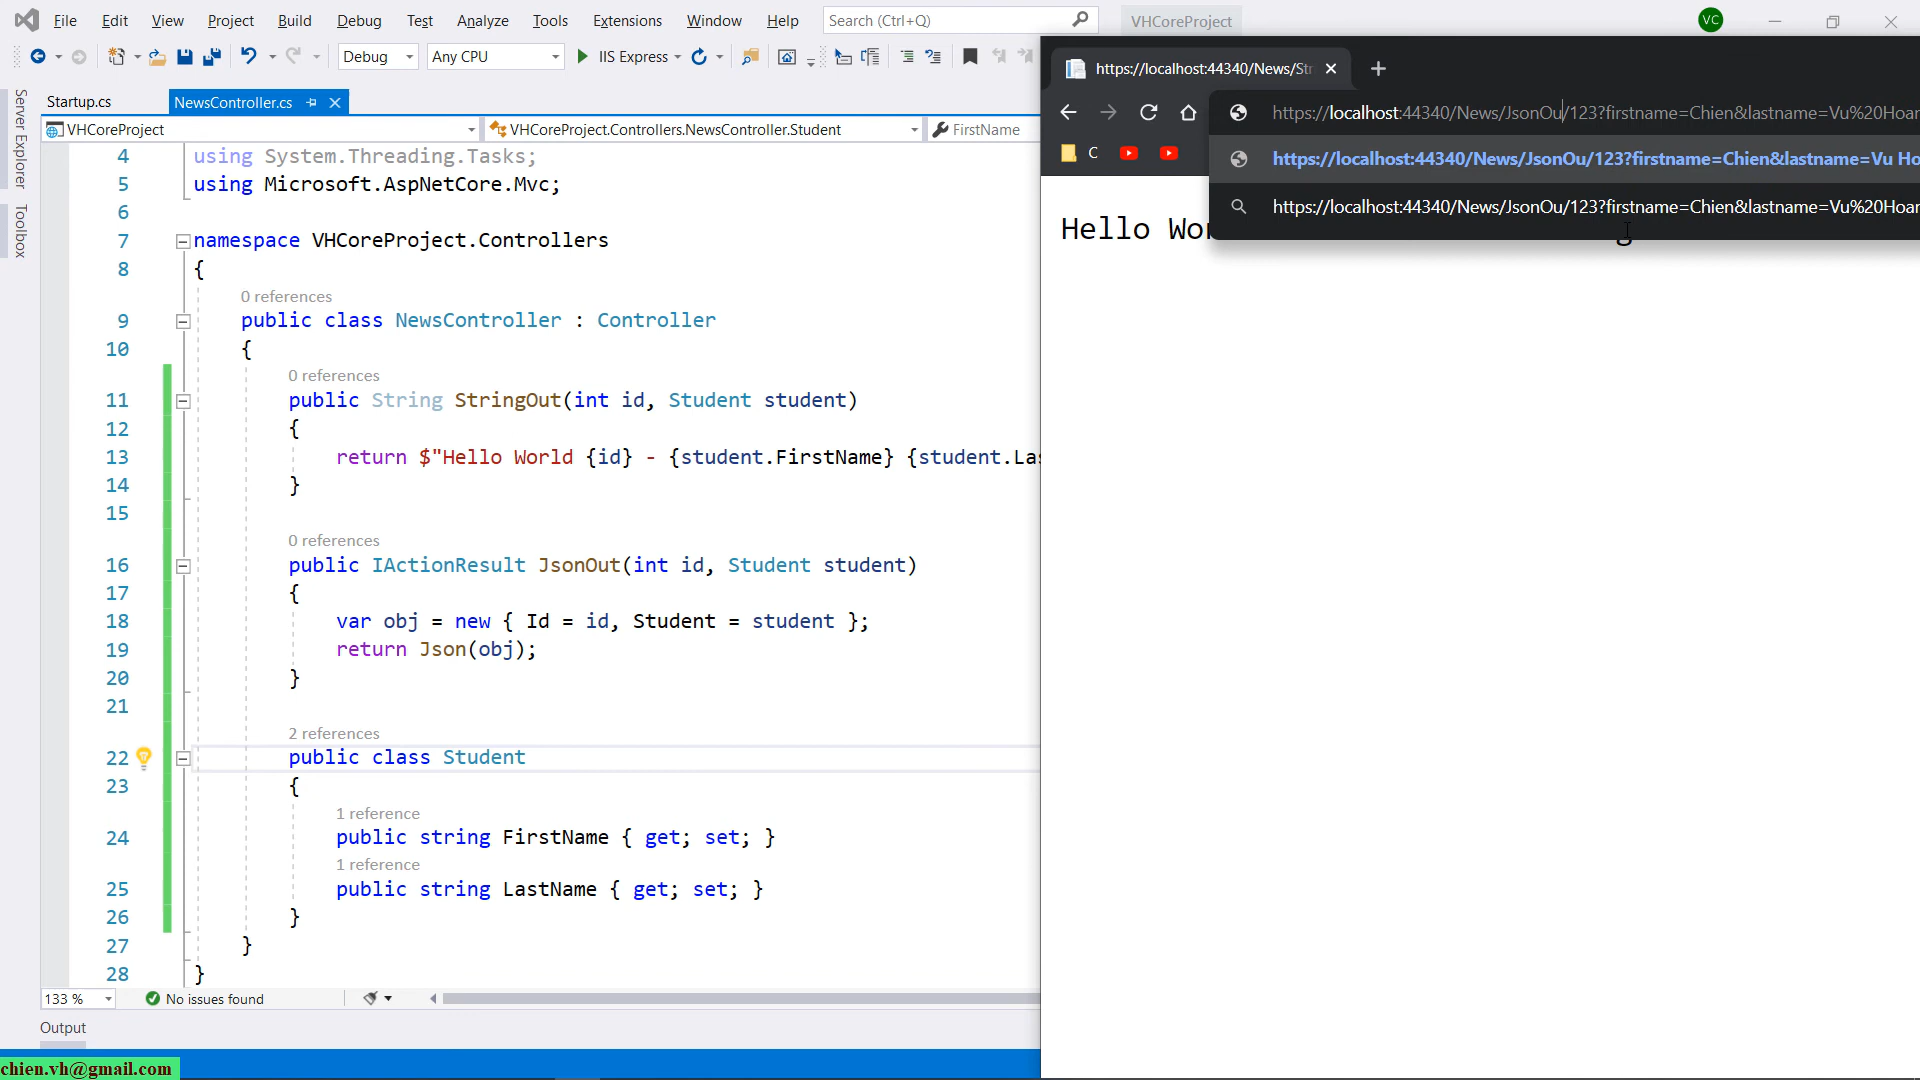 File Edit View Project Build Debug Test Analyze Tools Extensions Window Help Search (Ctrl+Q) VHCoreProject VC
Debug Any CPU IIS Express
Server Explorer
Toolbox
Startup.cs NewsController.cs
VHCoreProject VHCoreProject.Controllers.NewsController.Student FirstName
4 using System.Threading.Tasks;
5 using Microsoft.AspNetCore.Mvc;
6
7 namespace VHCoreProject.Controllers
8 {
0 references
9 public class NewsController : Controller
10 {
0 references
11 public String StringOut(int id, Student student)
12 {
13 return $"Hello World {id} - {student.FirstName} {student.La
14 }
15
0 references
16 public IActionResult JsonOut(int id, Student student)
17 {
18 var obj = new { Id = id, Student = student };
19 return Json(obj);
20 }
21
2 references
22 public class Student
23 {
1 reference
24 public string FirstName { get; set; }
1 reference
25 public string LastName { get; set; }
26 }
27 }
28 }
133 % No issues found
Output
chien.vh@gmail.com
https://localhost:44340/News/St
https://localhost:44340/News/JsonOu/123?firstname=Chien&lastname=Vu%20Hoan
C
https://localhost:44340/News/JsonOu/123?firstname=Chien&lastname=Vu Ho
https://localhost:44340/News/JsonOu/123?firstname=Chien&lastname=Vu%20Hoan
Hello Wor